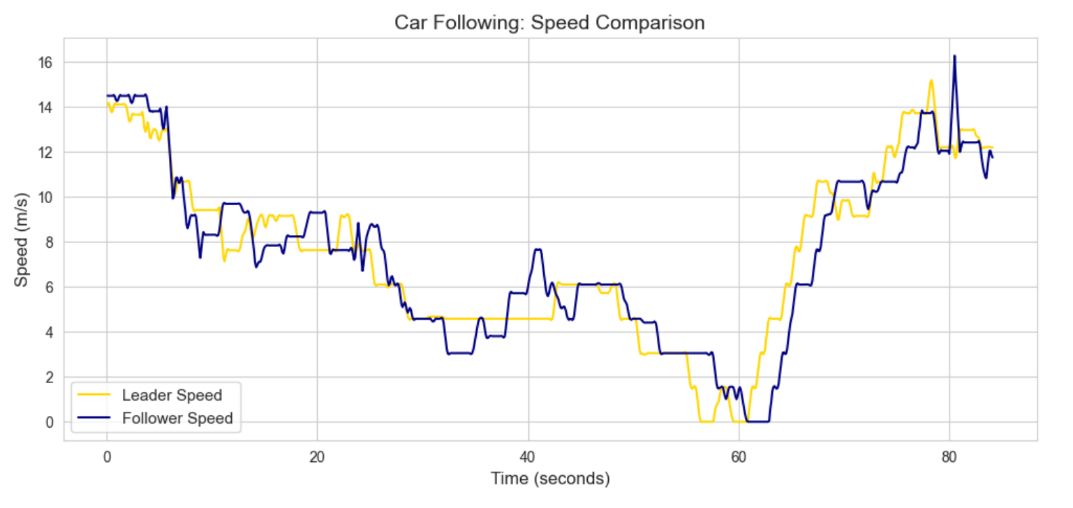 Car Following: Speed Comparison
Speed (m/s)
16
14
12
10
8
6
4
2
0
Leader Speed
Follower Speed
0 20 40 60 80
Time (seconds)